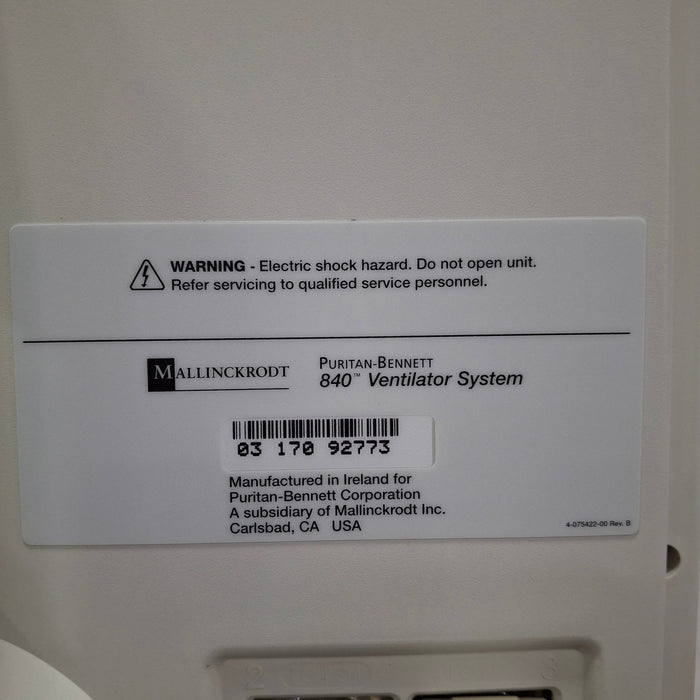 WARNING - Electric shock hazard. Do not open unit.
Refer servicing to qualified service personnel.
MALLINCKRODT
PURITAN-BENNETT
840™ Ventilator System
03 170 92773
Manufactured in Ireland for
Puritan-Bennett Corporation
A subsidiary of Mallinckrodt Inc.
Carlsbad, CA USA
4-075422-00 Rev. B
2 3